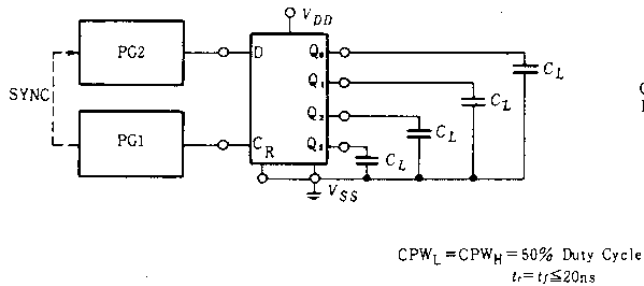 V_DD
PG2
D
Q₀
C_L
SYNC
Q₁
C_L
PG1
Q₂
C_L
C
R
Q₃
C_L
V_SS
CPW_L = CPW_H = 50% Duty Cycle
t_r = t_f ≦ 20ns